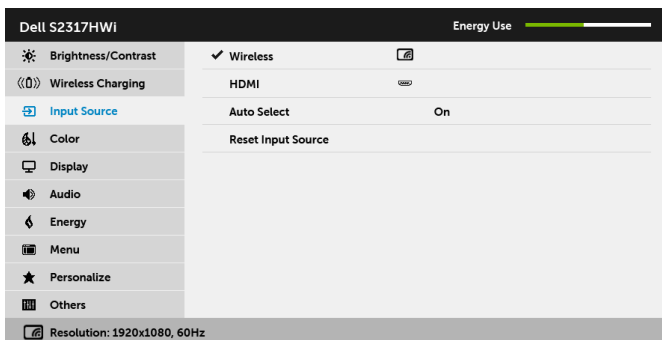 Dell S2317HWi
Energy Use
Brightness/Contrast
Wireless Charging
Input Source
Color
Display
Audio
Energy
Menu
Personalize
Others
Wireless
HDMI
Auto Select On
Reset Input Source
Resolution: 1920x1080, 60Hz